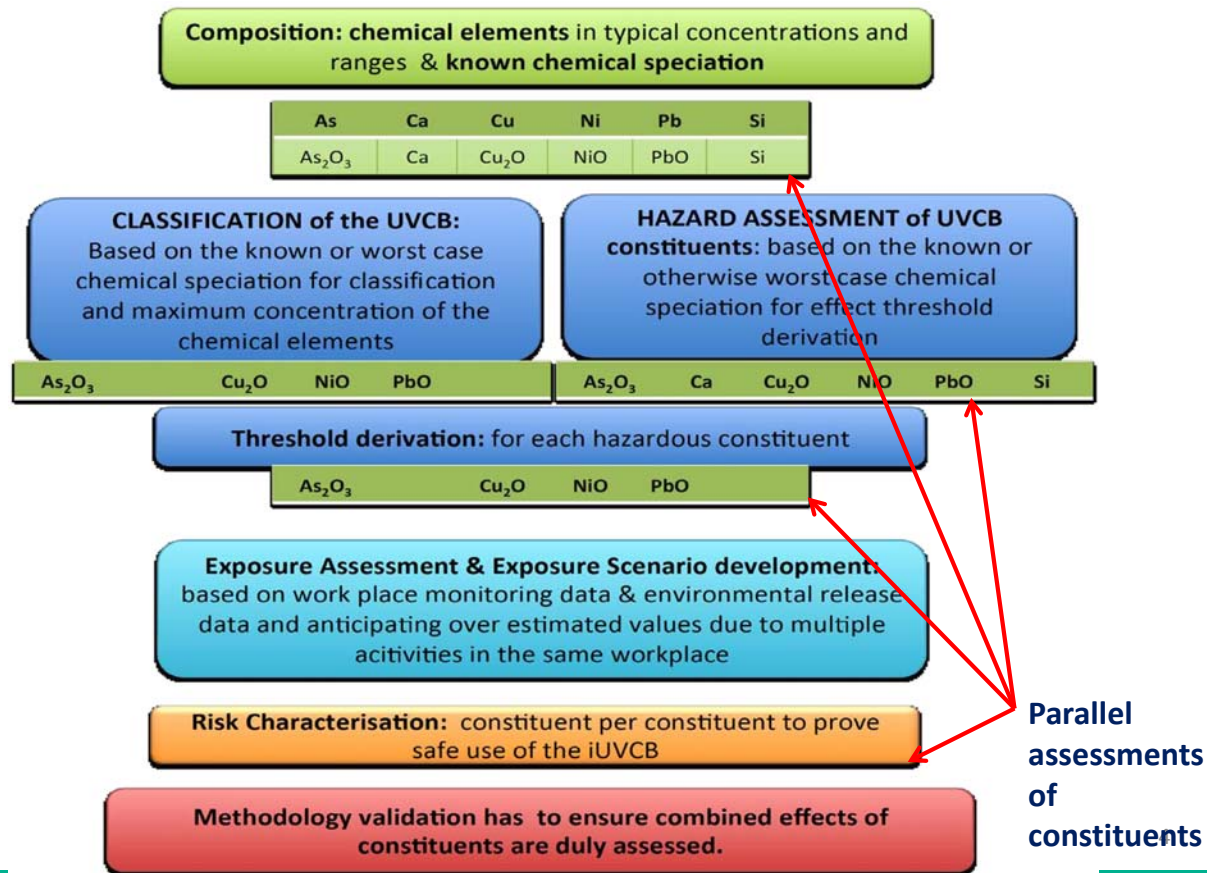 Composition: chemical elements in typical concentrations and
ranges & known chemical speciation
As Ca Cu Ni Pb Si
As₂O₃ Ca Cu₂O NiO PbO Si
CLASSIFICATION of the UVCB:
Based on the known or worst case
chemical speciation for classification
and maximum concentration of the
chemical elements
HAZARD ASSESSMENT of UVCB
constituents: based on the known or
otherwise worst case chemical
speciation for effect threshold
derivation
As₂O₃ Cu₂O NiO PbO
As₂O₃ Ca Cu₂O NiO PbO Si
Threshold derivation: for each hazardous constituent
As₂O₃ Cu₂O NiO PbO
Exposure Assessment & Exposure Scenario development:
based on work place monitoring data & environmental release
data and anticipating over estimated values due to multiple
acitivities in the same workplace
Risk Characterisation: constituent per constituent to prove
safe use of the iUVCB
Methodology validation has to ensure combined effects of
constituents are duly assessed.
Parallel
assessments
of
constituents